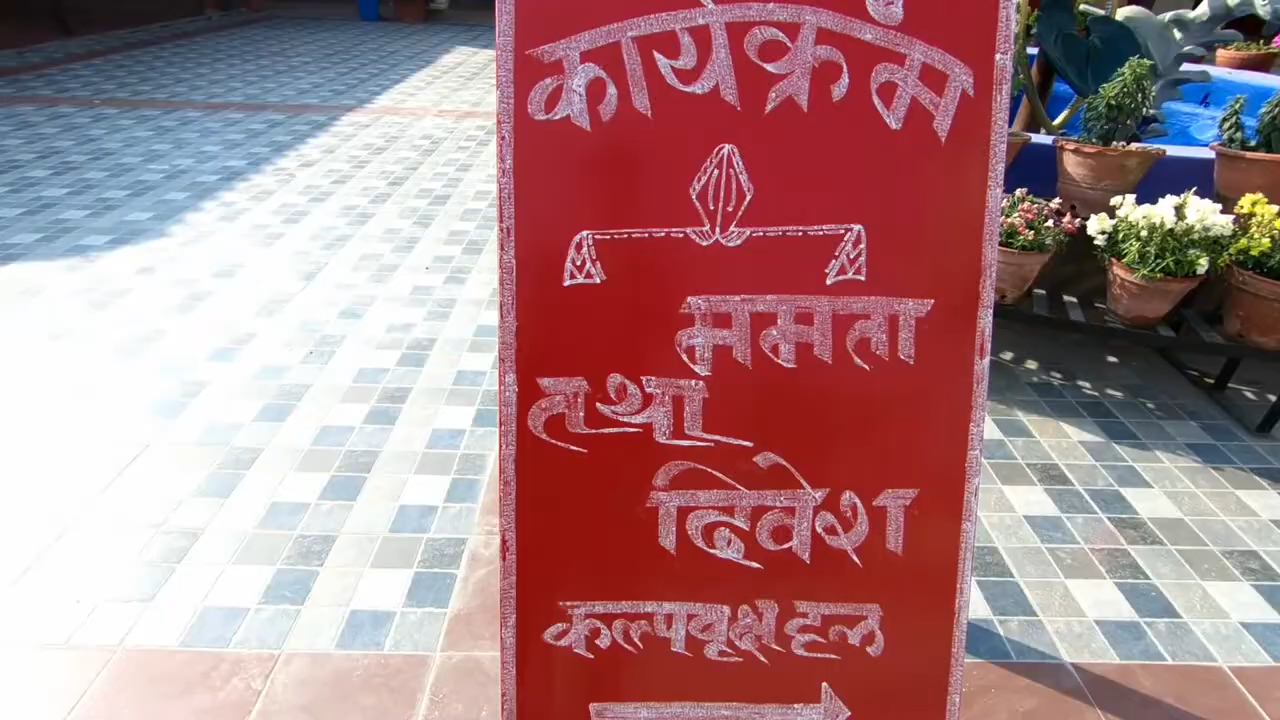 कार्यक्रम
ममता
तथा
दिवेश
कल्पवृक्ष हल